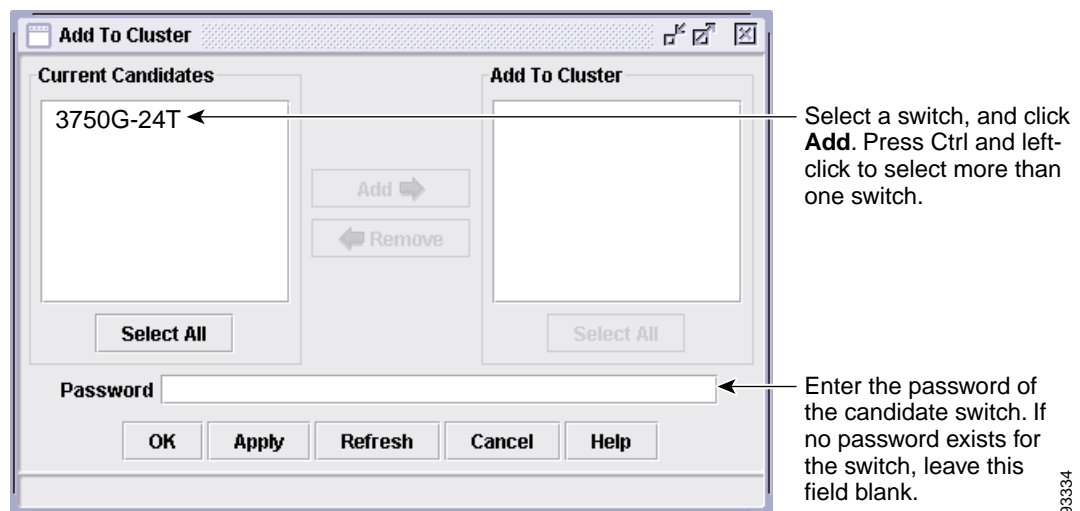 Add To Cluster
Current Candidates
Add To Cluster
3750G-24T
Select a switch, and click
Add. Press Ctrl and left-
click to select more than
one switch.
Add
Remove
Select All
Select All
Password
Enter the password of
the candidate switch. If
no password exists for
the switch, leave this
field blank.
OK
Apply
Refresh
Cancel
Help
93334